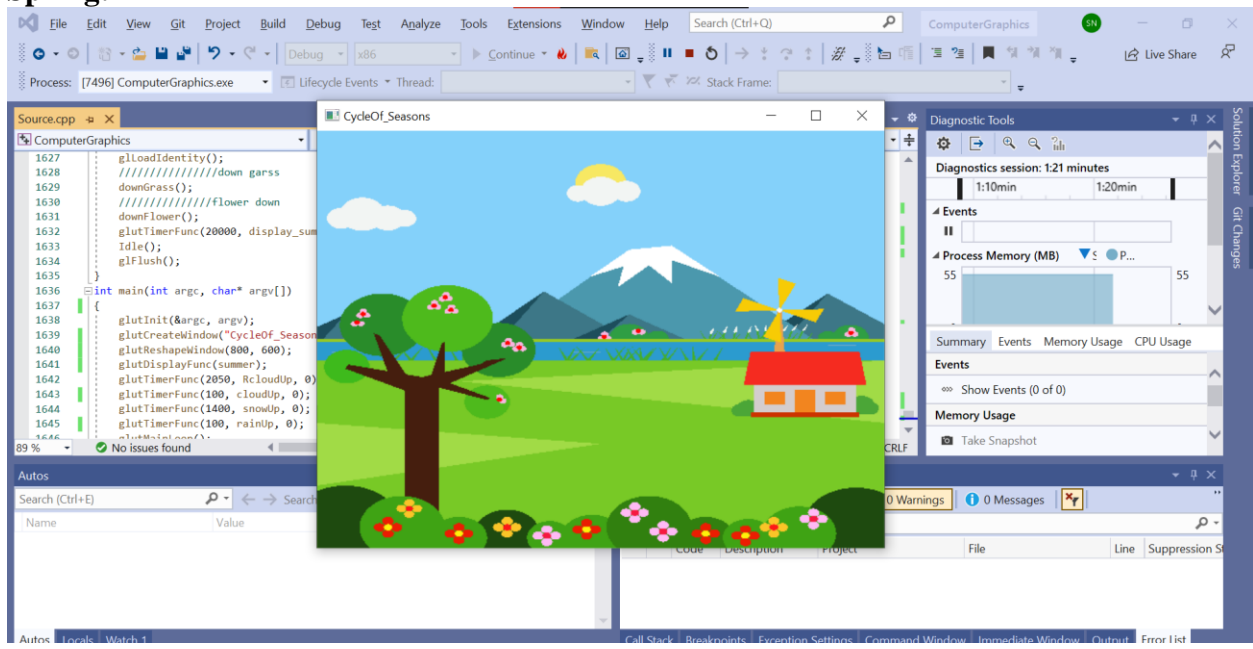 Spring:
File Edit View Git Project Build Debug Test Analyze Tools Extensions Window Help Search (Ctrl+Q) ComputerGraphics SN
Debug x86 Continue Live Share
Process: [7496] ComputerGraphics.exe Lifecycle Events Thread: Stack Frame:
Source.cpp
ComputerGraphics
1627 glLoadIdentity();
1628 ////////////////down garss
1629 downGrass();
1630 ///////////////flower down
1631 downFlower();
1632 glutTimerFunc(20000, display_sum
1633 Idle();
1634 glFlush();
1635 }
1636 int main(int argc, char* argv[])
1637 {
1638 glutInit(&argc, argv);
1639 glutCreateWindow("CycleOf_Season
1640 glutReshapeWindow(800, 600);
1641 glutDisplayFunc(summer);
1642 glutTimerFunc(2050, RcloudUp, 0)
1643 glutTimerFunc(100, cloudUp, 0);
1644 glutTimerFunc(1400, snowUp, 0);
1645 glutTimerFunc(100, rainUp, 0);
1646 glutMainLoop();
89 % No issues found
CRLF
CycleOf_Seasons
Diagnostic Tools
Diagnostics session: 1:21 minutes
1:10min 1:20min
Events
Process Memory (MB) P...
55 55
Summary Events Memory Usage CPU Usage
Events
Show Events (0 of 0)
Memory Usage
Take Snapshot
Solution Explorer
Git Changes
Autos
Search (Ctrl+E) Search
Name Value
Autos Locals Watch 1
0 Warnings 0 Messages
Code Description Project File Line Suppression
Call Stack Breakpoints Exception Settings Command Window Immediate Window Output Error List